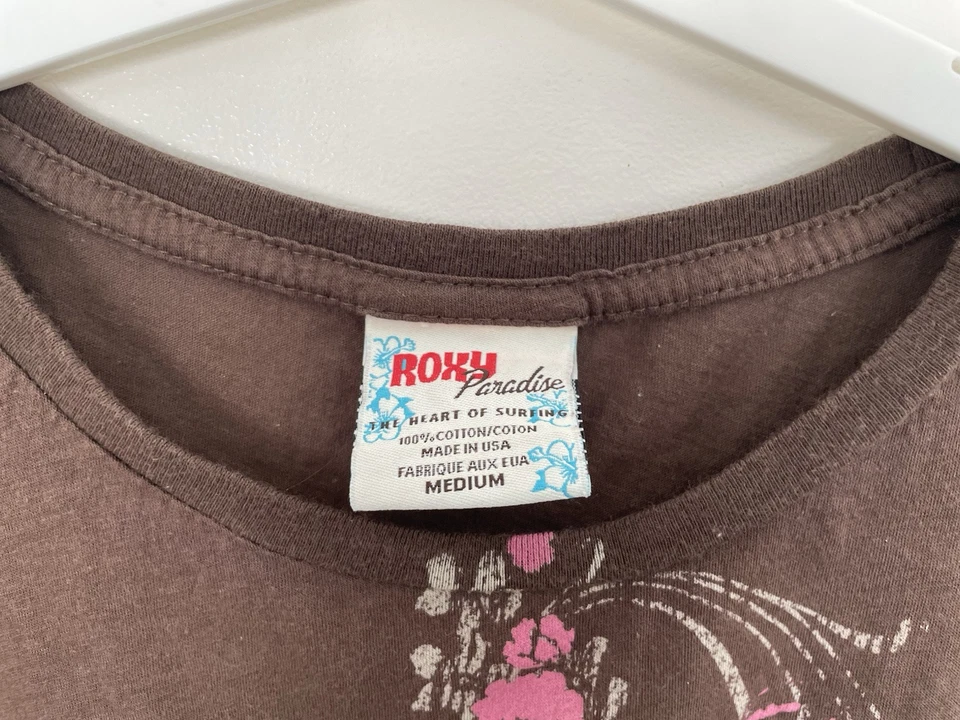 ROXY
Paradise
THE HEART OF SURFING
100% COTTON/COTON
MADE IN USA
FABRIQUE AUX EUA
MEDIUM